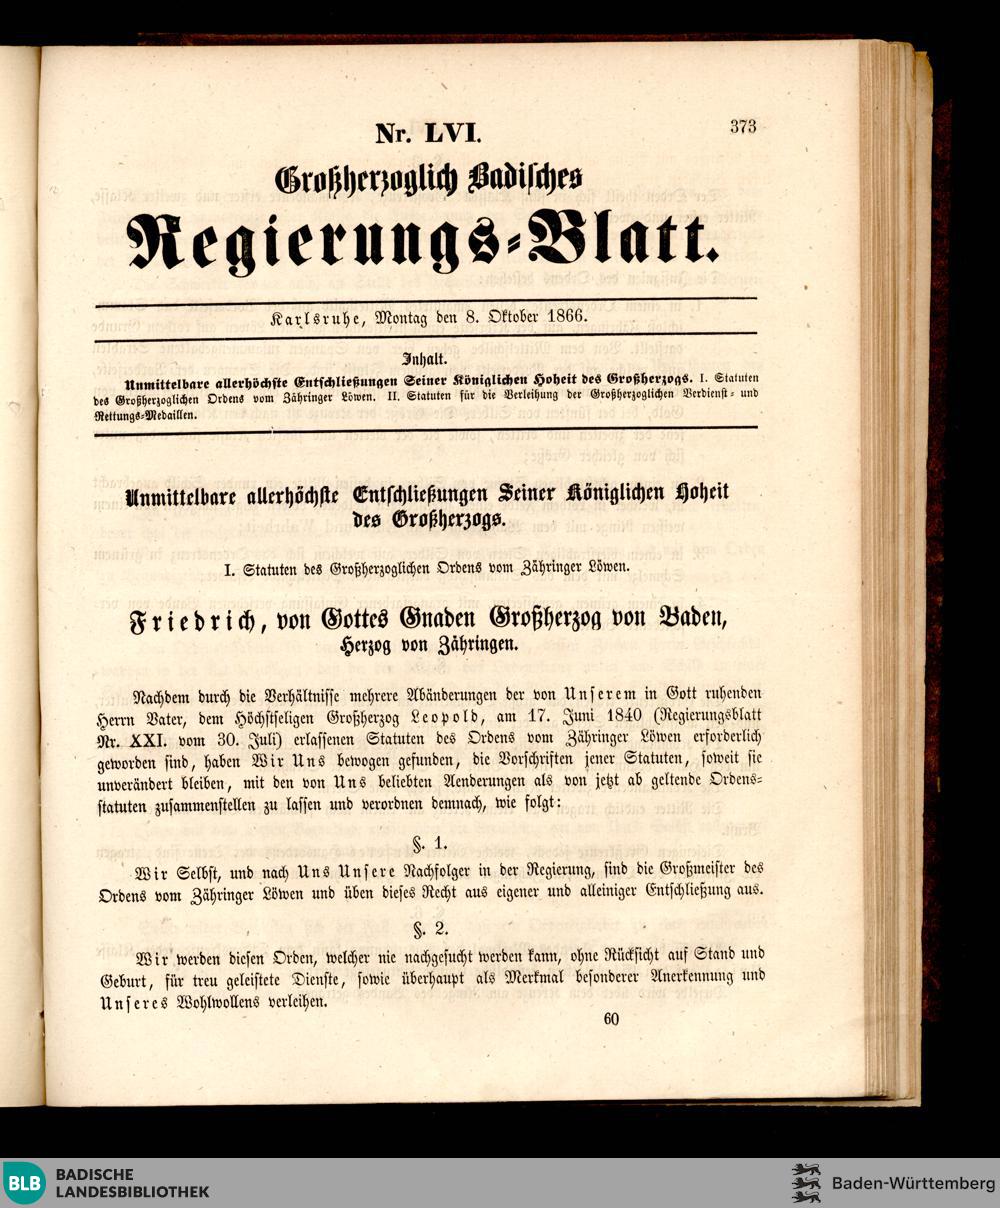 373
Nr. LVI.
Großherzoglich Badisches
Regierungs-Blatt.
Karlsruhe, Montag den 8. Oktober 1866.
Inhalt.
Unmittelbare allerhöchste Entschließungen Seiner Königlichen Hoheit des Großherzogs. I. Statuten
des Großherzoglichen Ordens vom Zähringer Löwen. II. Statuten für die Verleihung der Großherzoglichen Verdienst- und
Rettungs-Medaillen.
Unmittelbare allerhöchste Entschließungen Seiner Königlichen Hoheit
des Großherzogs.
I. Statuten des Großherzoglichen Ordens vom Zähringer Löwen.
Friedrich, von Gottes Gnaden Großherzog von Baden,
Herzog von Zähringen.
Nachdem durch die Verhältnisse mehrere Abänderungen der von Unserem in Gott ruhenden
Herrn Vater, dem Höchstseligen Großherzog Leopold, am 17. Juni 1840 (Regierungsblatt
Nr. XXI. vom 30. Juli) erlassenen Statuten des Ordens vom Zähringer Löwen erforderlich
geworden sind, haben Wir Uns bewogen gefunden, die Vorschriften jener Statuten, soweit sie
unverändert bleiben, mit den von Uns beliebten Aenderungen als von jetzt ab geltende Ordens-
statuten zusammenstellen zu lassen und verordnen demnach, wie folgt:
§. 1.
Wir Selbst, und nach Uns Unsere Nachfolger in der Regierung, sind die Großmeister des
Ordens vom Zähringer Löwen und üben dieses Recht aus eigener und alleiniger Entschließung aus.
§. 2.
Wir werden diesen Orden, welcher nie nachgesucht werden kann, ohne Rücksicht auf Stand und
Geburt, für treu geleistete Dienste, sowie überhaupt als Merkmal besonderer Anerkennung und
Unseres Wohlwollens verleihen.
60
BLB BADISCHE
LANDESBIBLIOTHEK
Baden-Württemberg